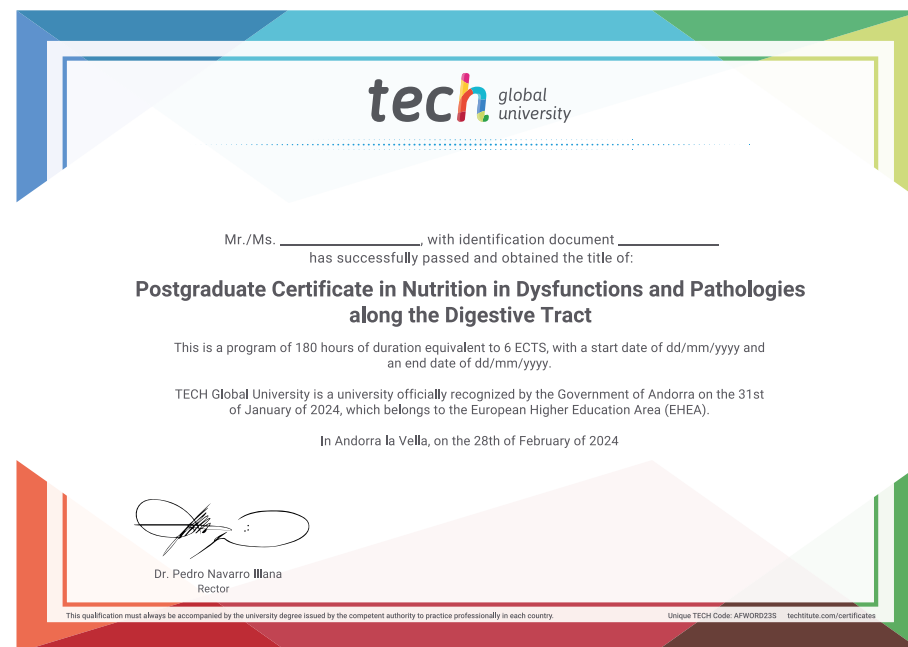 tech global
university
Mr./Ms. ____________, with identification document ____________
has successfully passed and obtained the title of:
Postgraduate Certificate in Nutrition in Dysfunctions and Pathologies
along the Digestive Tract
This is a program of 180 hours of duration equivalent to 6 ECTS, with a start date of dd/mm/yyyy and
an end date of dd/mm/yyyy.
TECH Global University is a university officially recognized by the Government of Andorra on the 31st
of January of 2024, which belongs to the European Higher Education Area (EHEA).
In Andorra la Vella, on the 28th of February of 2024
Dr. Pedro Navarro Illana
Rector
This qualification must always be accompanied by the university degree issued by the competent authority to practice professionally in each country.
Unique TECH Code: AFWORD23S techtitute.com/certificates